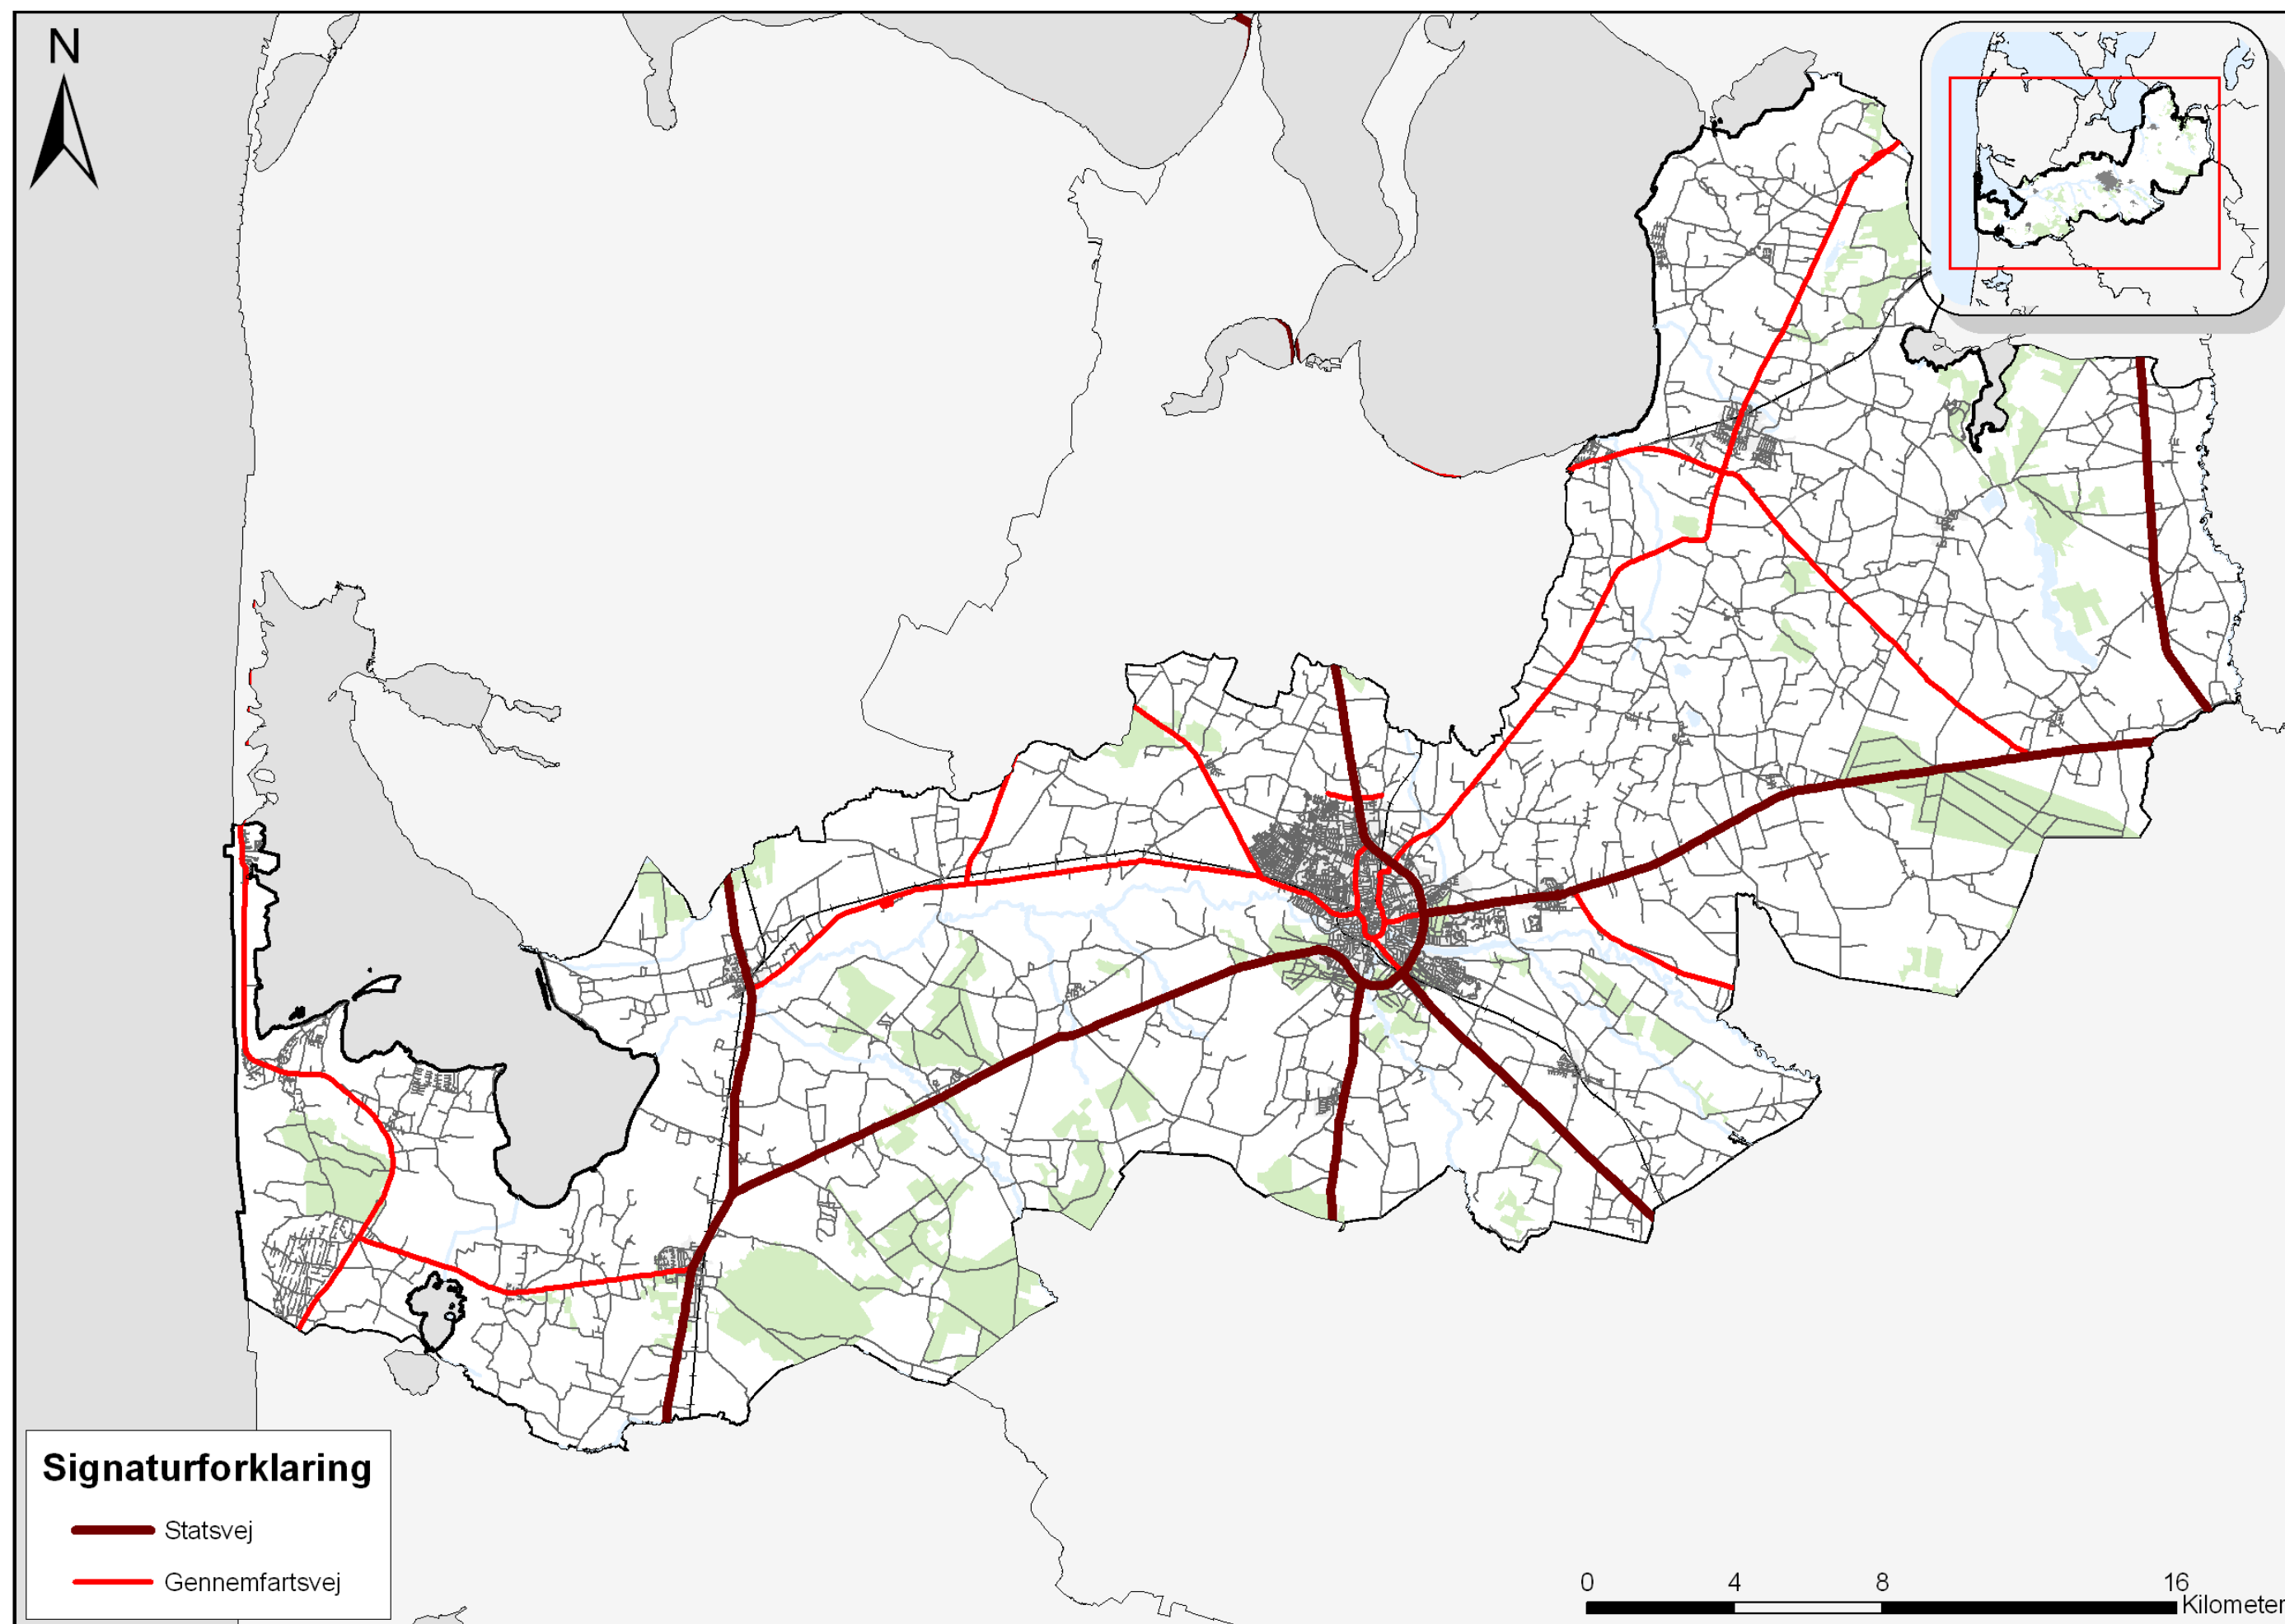 N
Signaturforklaring
Statsvej
Gennemfartsvej
0 4 8 16
Kilometer